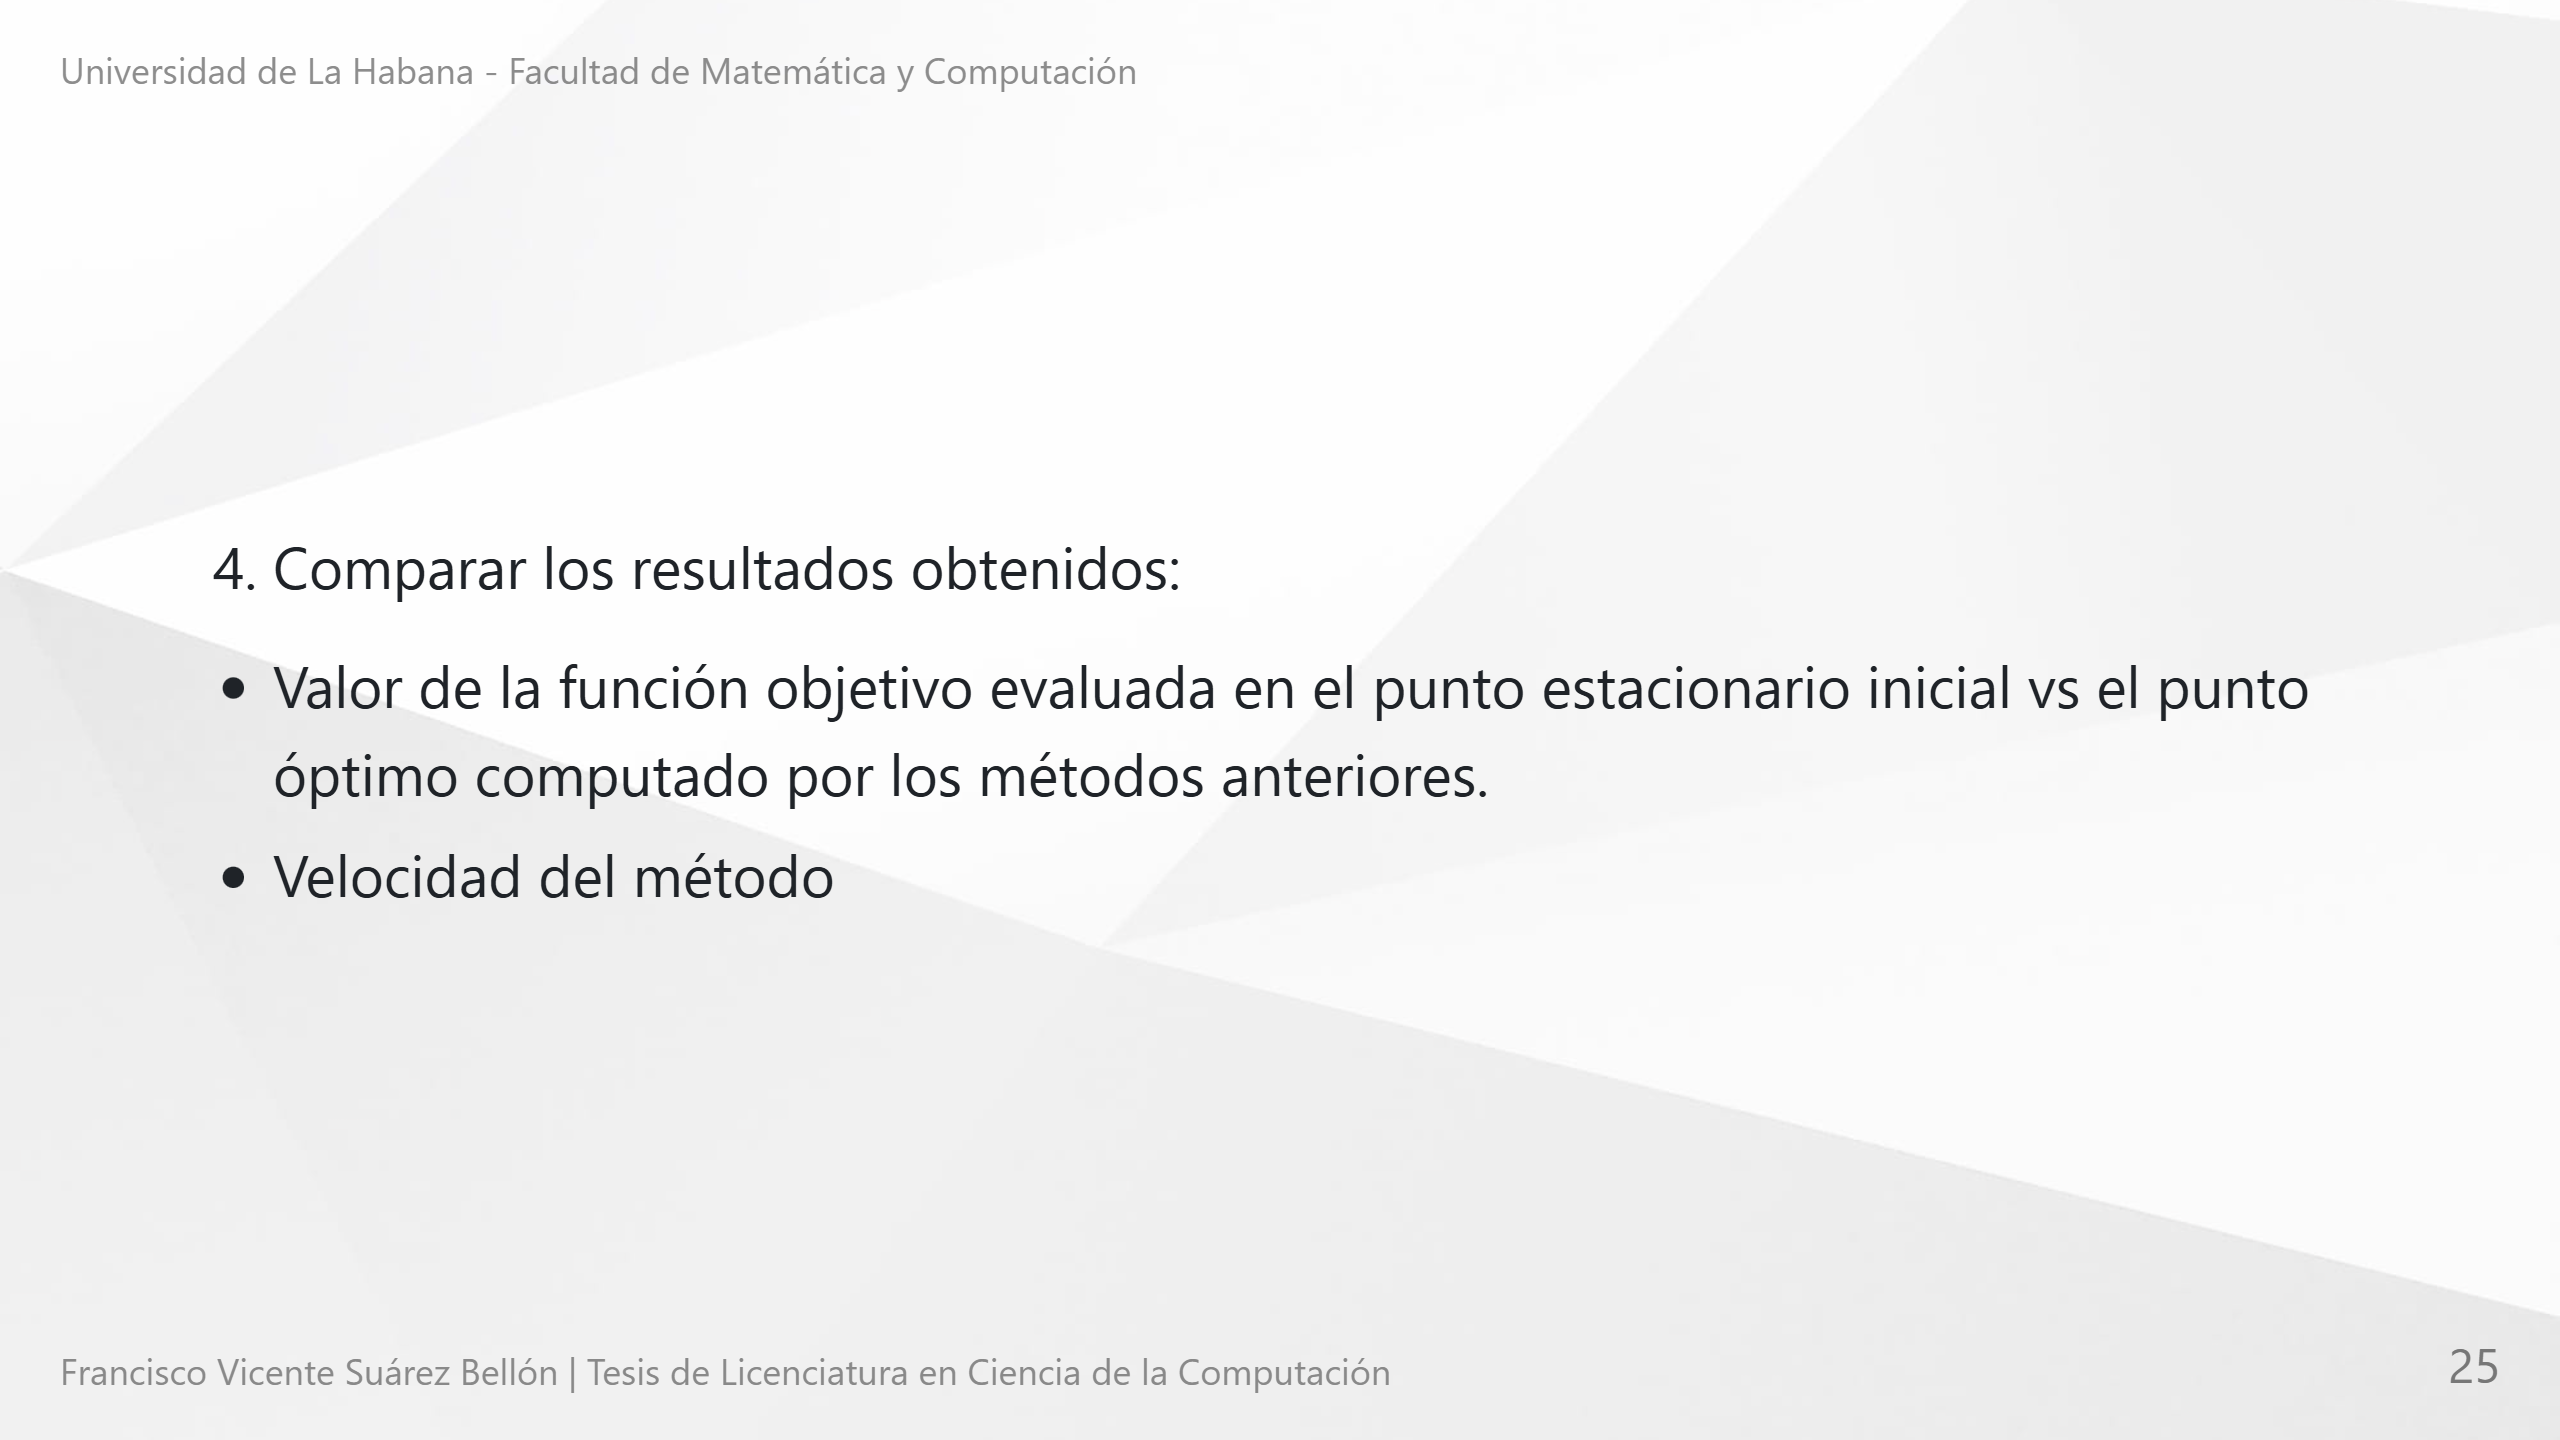 Universidad de La Habana - Facultad de Matemática y Computación
4. Comparar los resultados obtenidos:
• Valor de la función objetivo evaluada en el punto estacionario inicial vs el punto
óptimo computado por los métodos anteriores.
• Velocidad del método
Francisco Vicente Suárez Bellón | Tesis de Licenciatura en Ciencia de la Computación
25